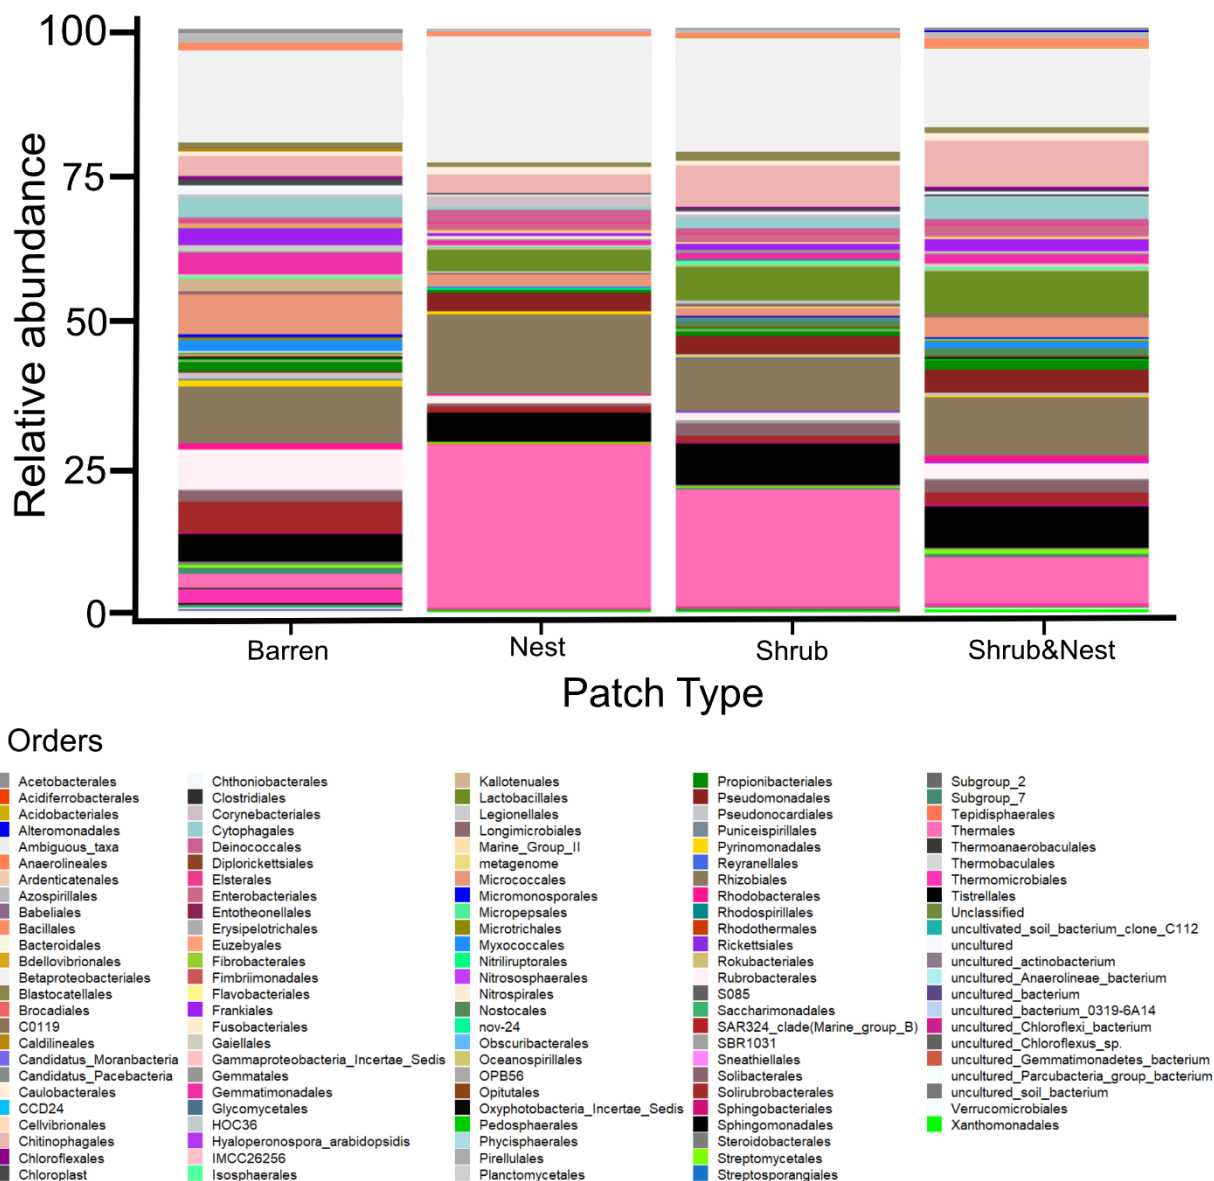 100
75
50
25
0
Relative abundance
Barren
Nest
Shrub
Shrub&Nest
Patch Type
Orders
Acetobacterales
Acidiferrobacterales
Acidobacteriales
Alteromonadales
Ambiguous_taxa
Anaerolineales
Ardenticatenales
Azospirillales
Babeliales
Bacillales
Bacteroidales
Bdellovibrionales
Betaproteobacteriales
Blastocatellales
Brocadiales
C0119
Caldilineales
Candidatus_Moranbacteria
Candidatus_Pacebacteria
Caulobacterales
CCD24
Cellvibrionales
Chitinophagales
Chloroflexales
Chloroplast
Chthoniobacterales
Clostridiales
Corynebacteriales
Cytophagales
Deinococcales
Diplorickettsiales
Elsterales
Enterobacteriales
Entotheonellales
Erysipelotrichales
Euzebyales
Fibrobacterales
Fimbriimonadales
Flavobacteriales
Frankiales
Fusobacteriales
Gaiellales
Gammaproteobacteria_Incertae_Sedis
Gemmatales
Gemmatimonadales
Glycomycetales
HOC36
Hyaloperonospora_arabidopsidis
IMCC26256
Isosphaerales
Kallotenuales
Lactobacillales
Legionellales
Longimicrobiales
Marine_Group_II
metagenome
Micrococcales
Micromonosporales
Micropepsales
Microtrichales
Myxococcales
Nitriliruptorales
Nitrososphaerales
Nitrospirales
Nostocales
nov-24
Obscuribacterales
Oceanospirillales
OPB56
Opitutales
Oxyphotobacteria_Incertae_Sedis
Pedosphaerales
Phycisphaerales
Pirellulales
Planctomycetales
Propionibacteriales
Pseudomonadales
Pseudonocardiales
Puniceispirillales
Pyrinomonadales
Reyranellales
Rhizobiales
Rhodobacterales
Rhodospirillales
Rhodothermales
Rickettsiales
Rokubacteriales
Rubrobacterales
S085
Saccharimonadales
SAR324_clade(Marine_group_B)
SBR1031
Sneathiellales
Solibacterales
Solirubrobacterales
Sphingobacteriales
Sphingomonadales
Steroidobacterales
Streptomycetales
Streptosporangiales
Subgroup_2
Subgroup_7
Tepidisphaerales
Thermales
Thermoanaerobaculales
Thermobaculales
Thermomicrobiales
Tistrellales
Unclassified
uncultivated_soil_bacterium_clone_C112
uncultured
uncultured_actinobacterium
uncultured_Anaerolineae_bacterium
uncultured_bacterium
uncultured_bacterium_0319-6A14
uncultured_Chloroflexi_bacterium
uncultured_Chloroflexus_sp.
uncultured_Gemmatimonadetes_bacterium
uncultured_Parcubacteria_group_bacterium
uncultured_soil_bacterium
Verrucomicrobiales
Xanthomonadales